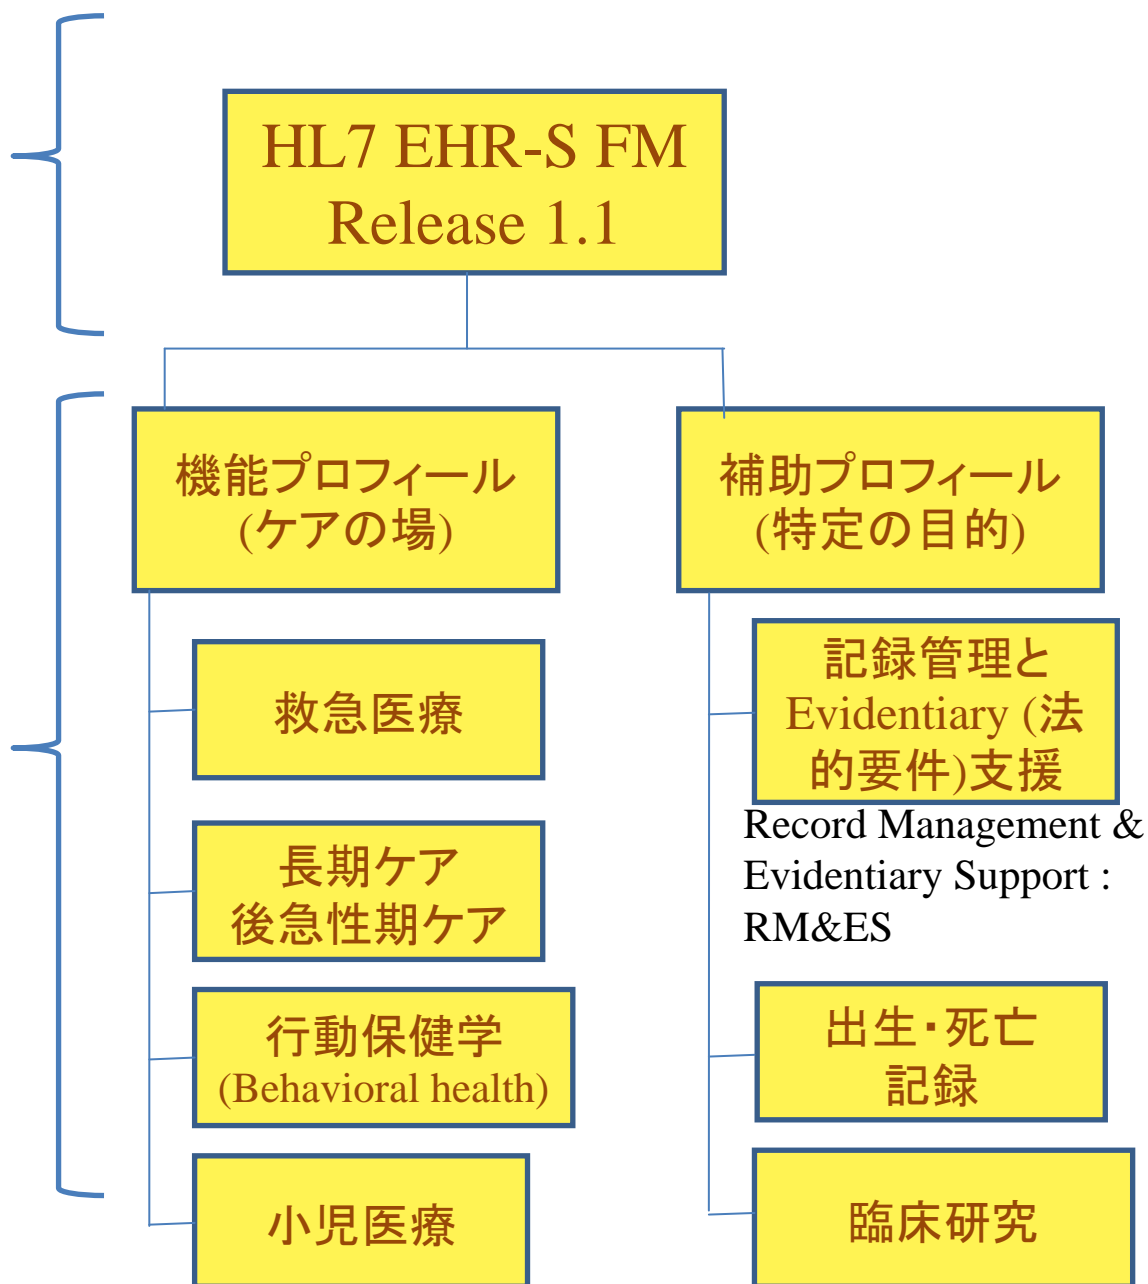 HL7 EHR-S FM
Release 1.1
機能プロフィール
(ケアの場)
救急医療
長期ケア
後急性期ケア
行動保健学
(Behavioral health)
小児医療
補助プロフィール
(特定の目的)
記録管理と
Evidentiary (法
的要件)支援
Record Management &
Evidentiary Support :
RM&ES
出生・死亡
記録
臨床研究